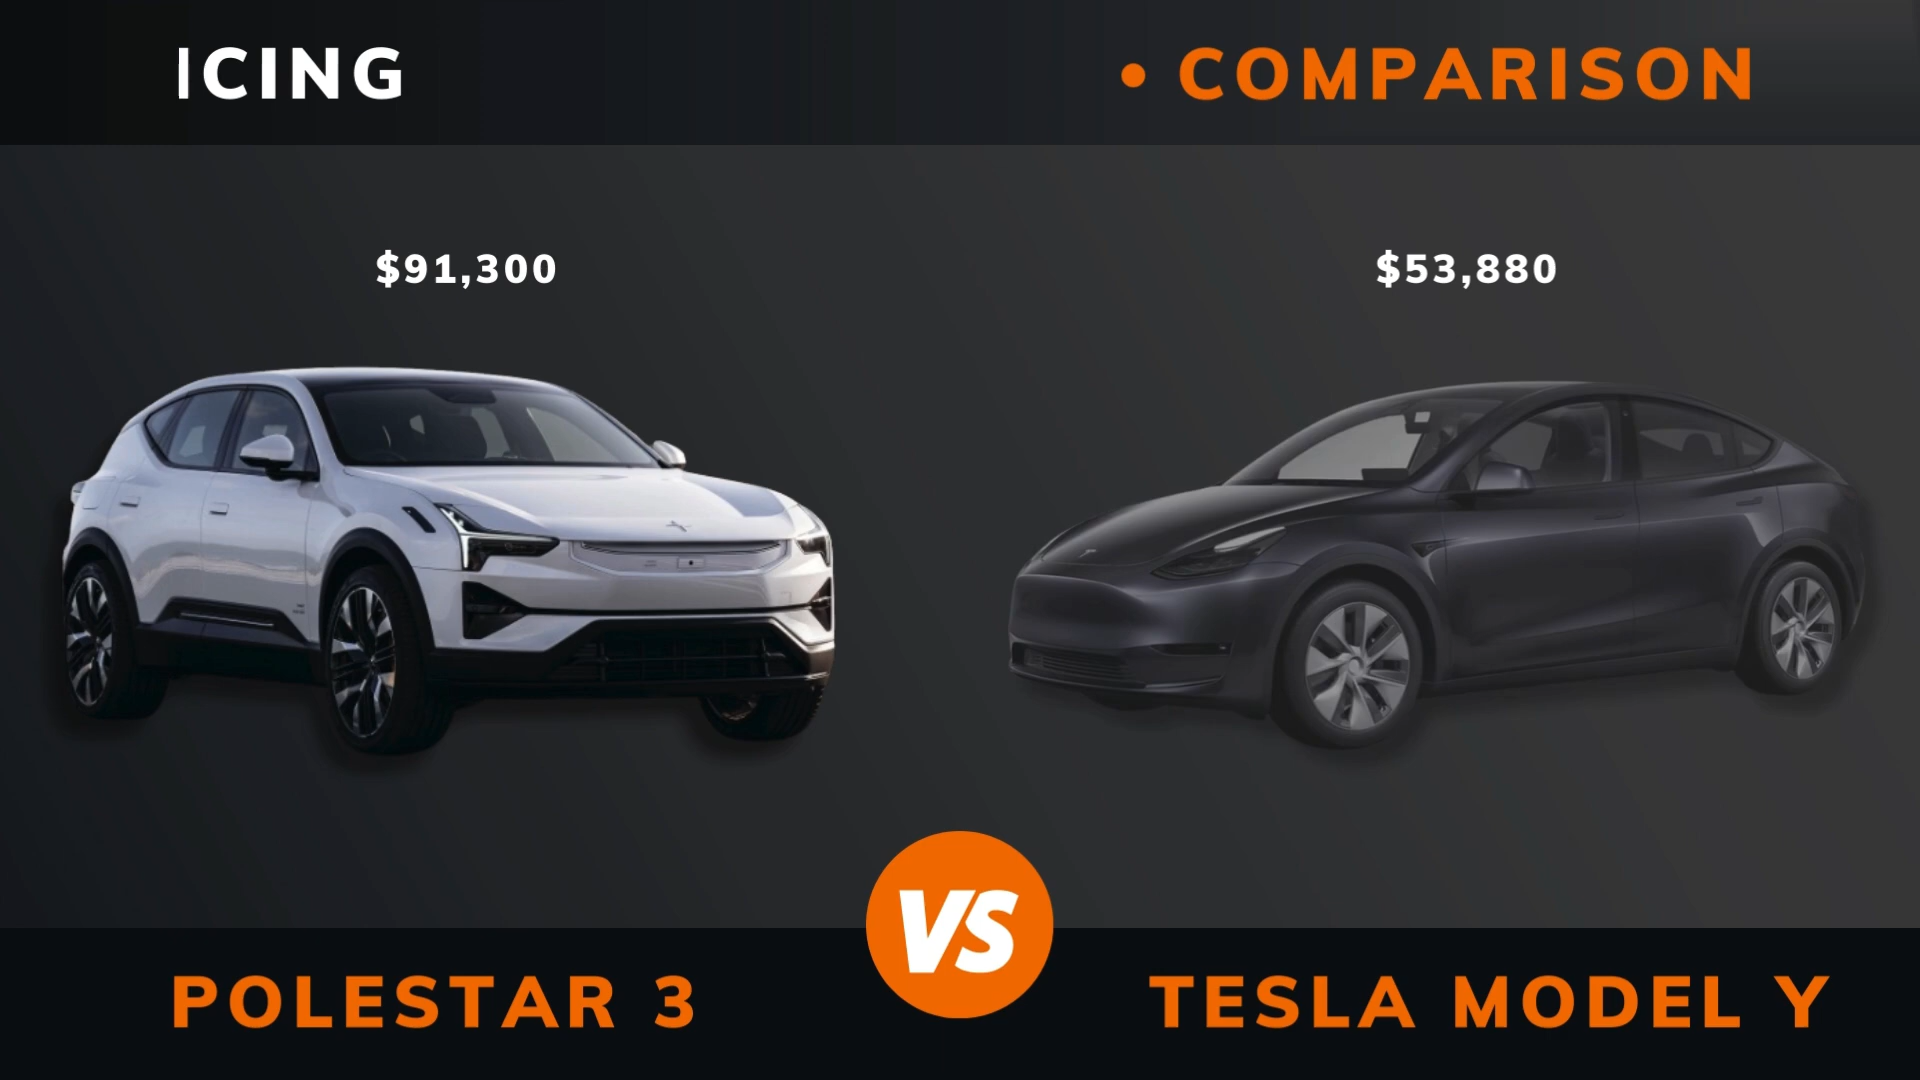 ICING
• COMPARISON
$91,300
$53,880
VS
POLESTAR 3
TESLA MODEL Y